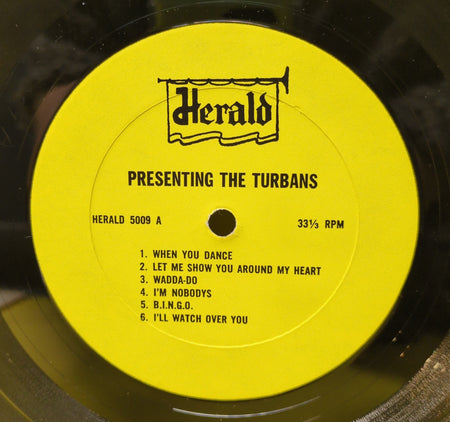 Herald
PRESENTING THE TURBANS
HERALD 5009 A 33⅓ RPM
1. WHEN YOU DANCE
2. LET ME SHOW YOU AROUND MY HEART
3. WADDA-DO
4. I'M NOBODYS
5. B.I.N.G.O.
6. I'LL WATCH OVER YOU